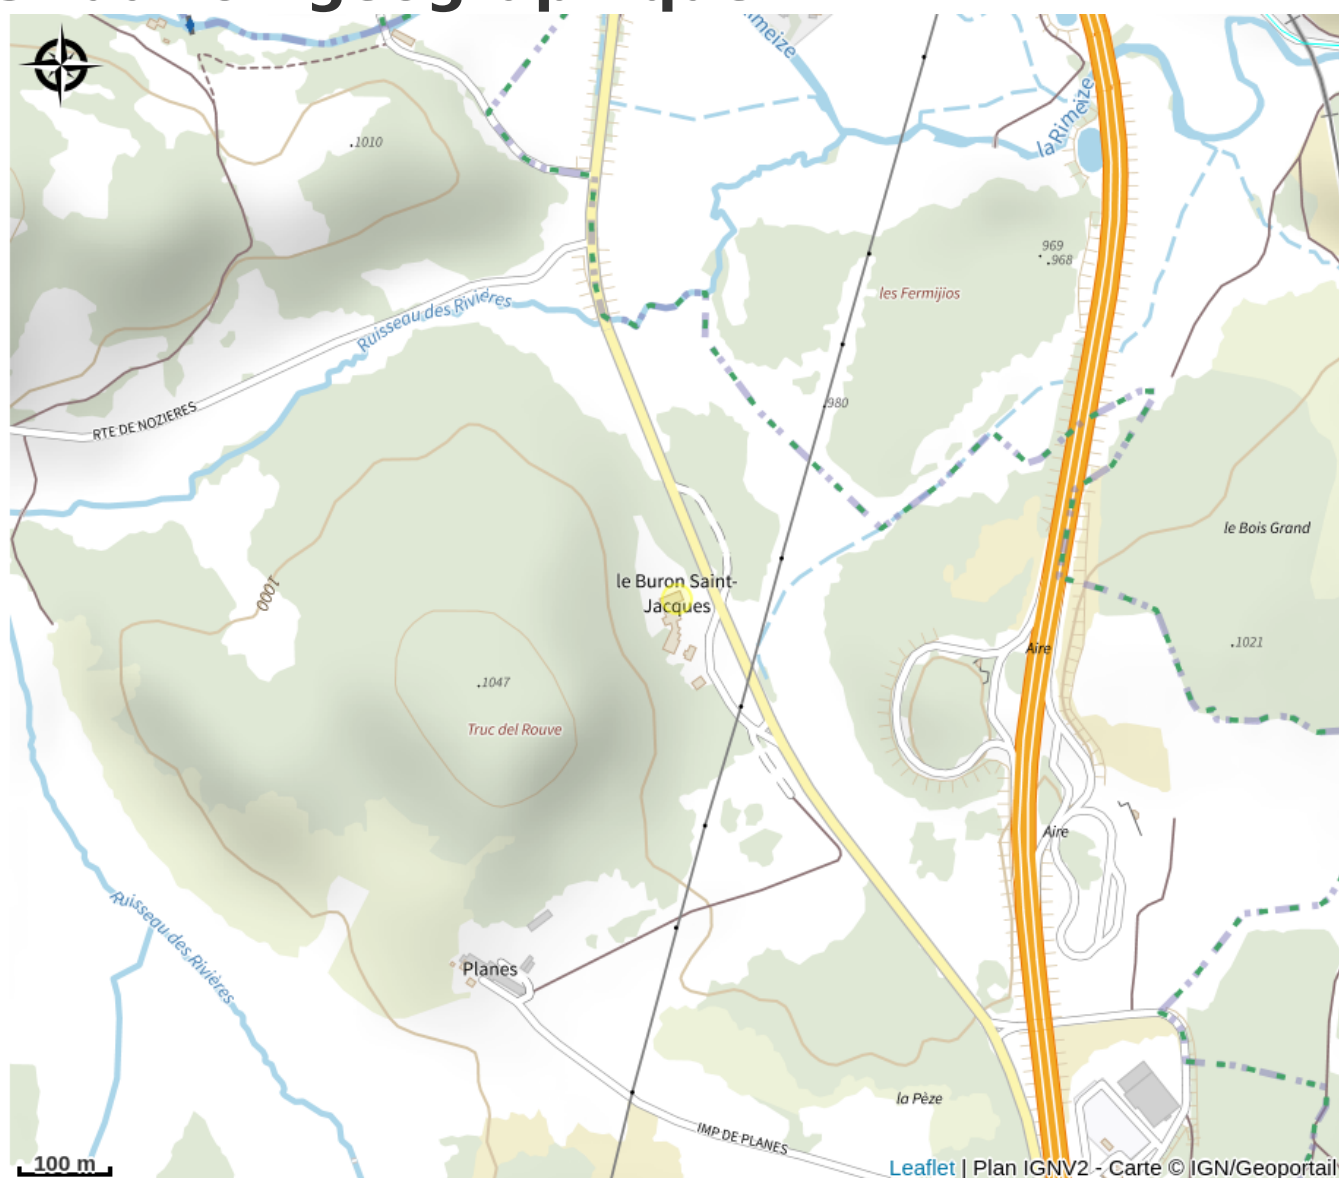 la Rimeize
1010
969
968
les Fermijios
Ruisseau des Rivières
980
RTE DE NOZIERES
le Bois Grand
1000
le Buron Saint-
Jacques
1021
Aire
1047
Truc del Rouve
Aire
Ruisseau des Rivières
Planes
la Pèze
IMP DE PLANES
100 m
Leaflet | Plan IGNV2 - Carte © IGN/Geoportail